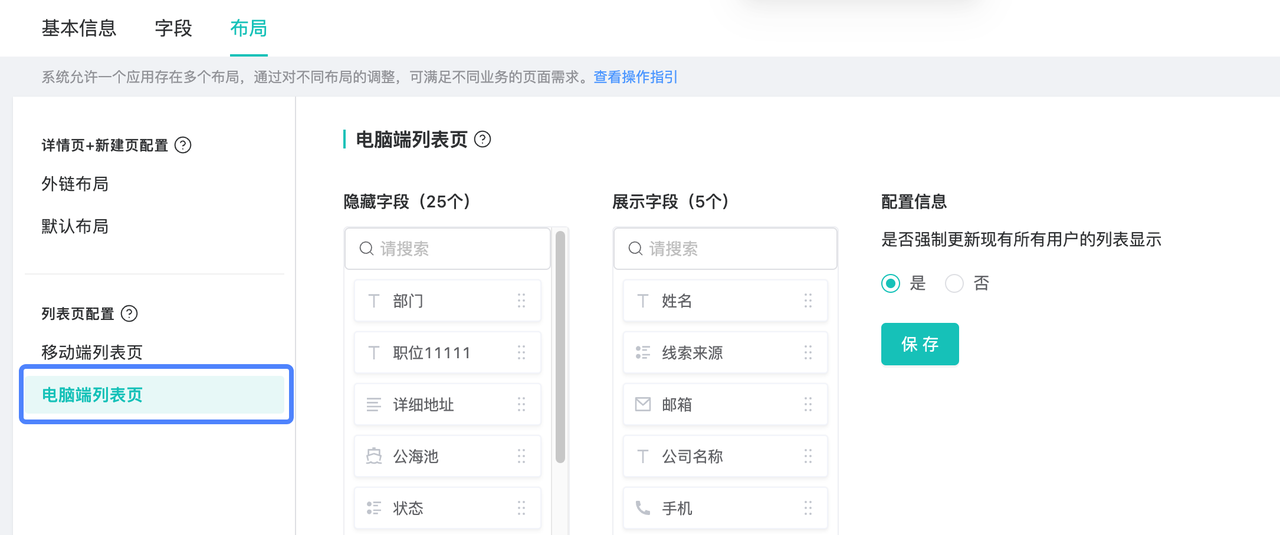 基本信息 字段 布局
系统允许一个应用存在多个布局，通过对不同布局的调整，可满足不同业务的页面需求。查看操作指引
详情页+新建页配置 ?
外链布局
默认布局
列表页配置 ?
移动端列表页
电脑端列表页
电脑端列表页 ?
隐藏字段（25个）
请搜索
部门
职位11111
详细地址
公海池
状态
展示字段（5个）
请搜索
姓名
线索来源
邮箱
公司名称
手机
配置信息
是否强制更新现有所有用户的列表显示
是 否
保存